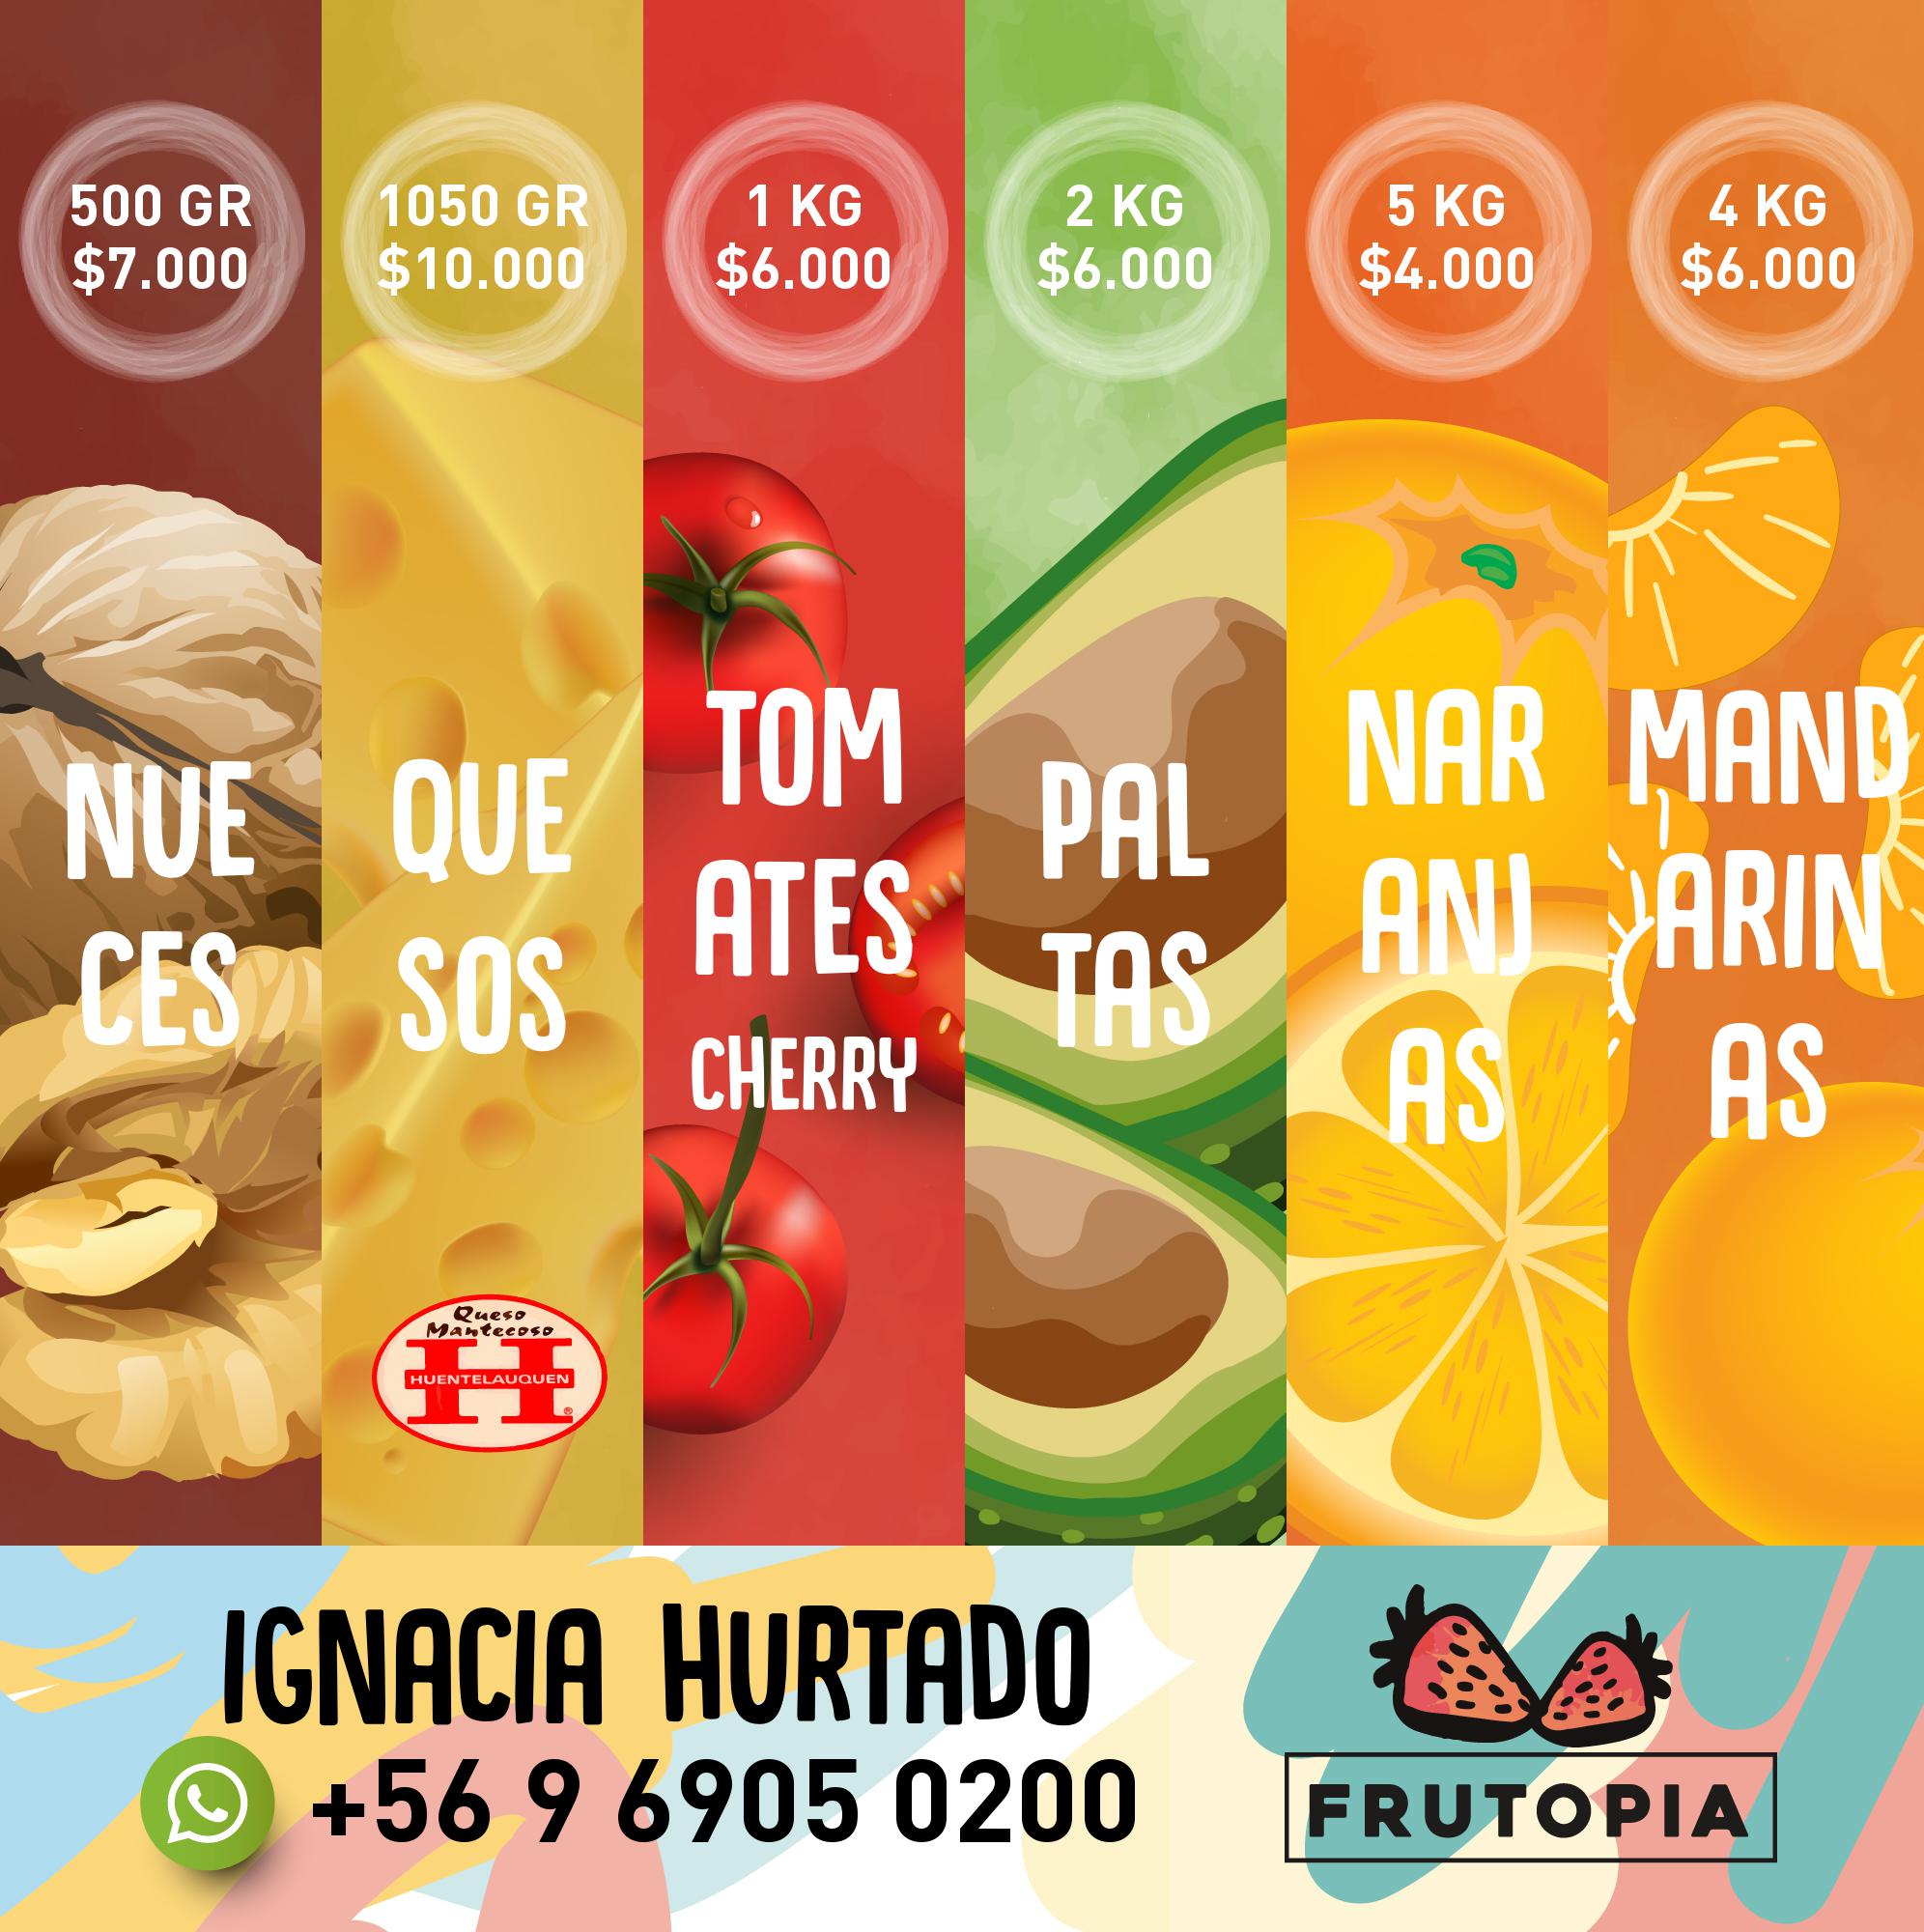 500 GR
$7.000
NUE
CES
1050 GR
$10.000
QUE
SOS
Queso
Mantecoso
H
HUENTELAUQUEN
®
1 KG
$6.000
TOM
ATES
CHERRY
2 KG
$6.000
PAL
TAS
5 KG
$4.000
NAR
ANJ
AS
4 KG
$6.000
MAND
ARIN
AS
IGNACIA HURTADO
+56 9 6905 0200
FRUTOPIA